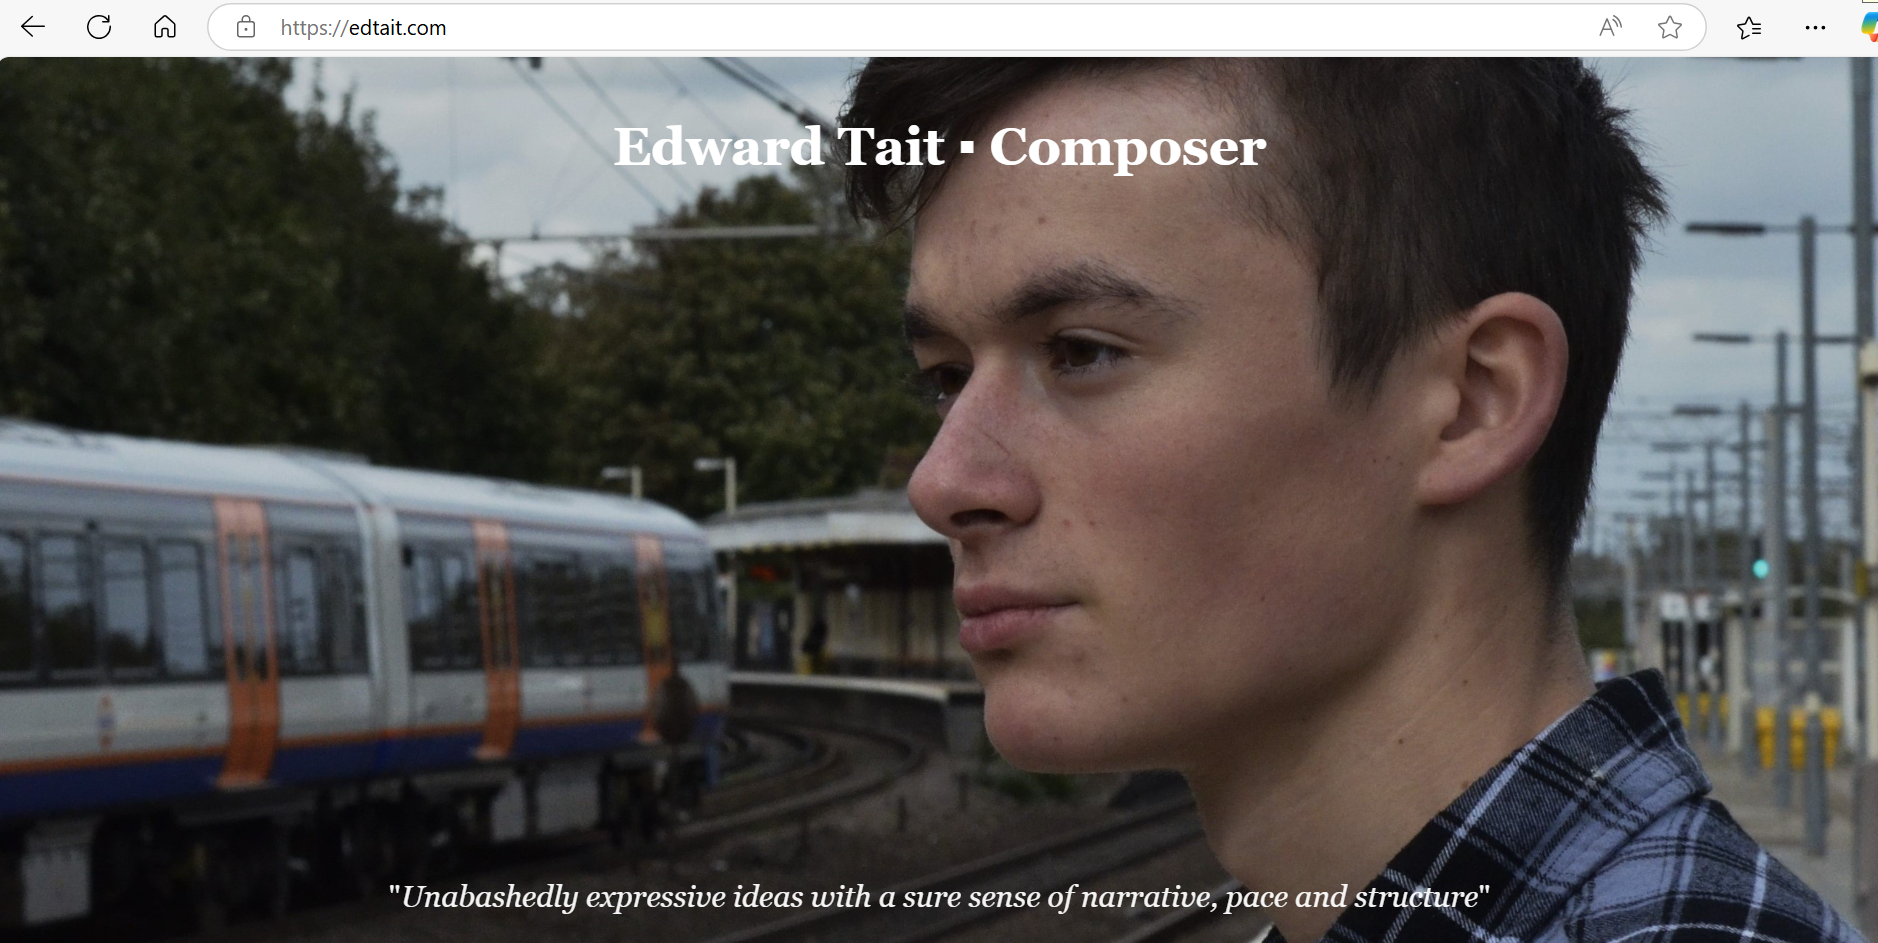 https://edtait.com
Edward Tait ▪ Composer
"Unabashedly expressive ideas with a sure sense of narrative, pace and structure"